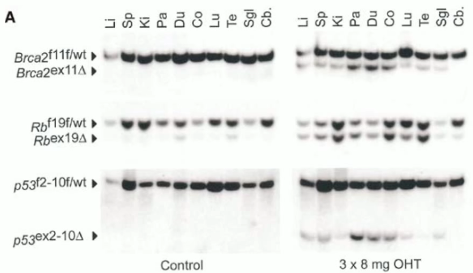 A
Li Sp Ki Pa Du Co Lu Te Sgl Cb. Li Sp Ki Pa Du Co Lu Te Sgl Cb.
Brca2f11f/wt
Brca2ex11Δ
Rbf19f/wt
Rbex19Δ
p53f2-10f/wt
p53ex2-10Δ
Control 3 x 8 mg OHT